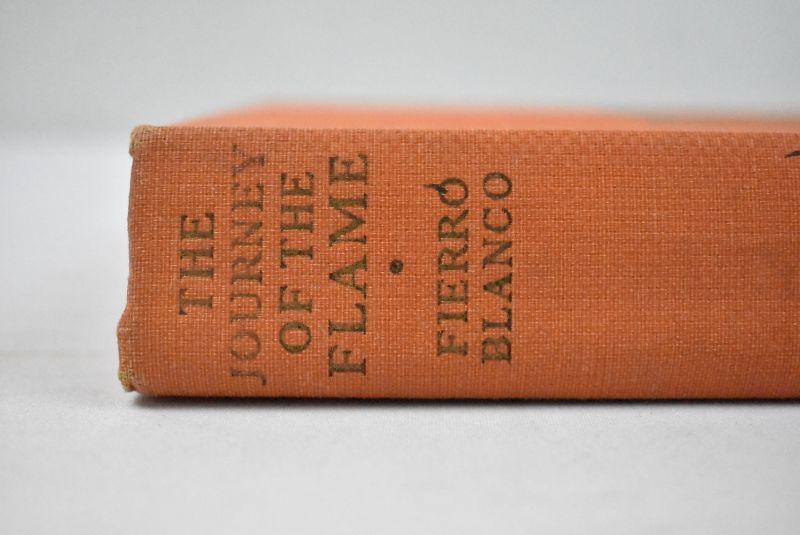 THE
JOURNEY
OF THE
FLAME
•
FIERRO
BLANCO